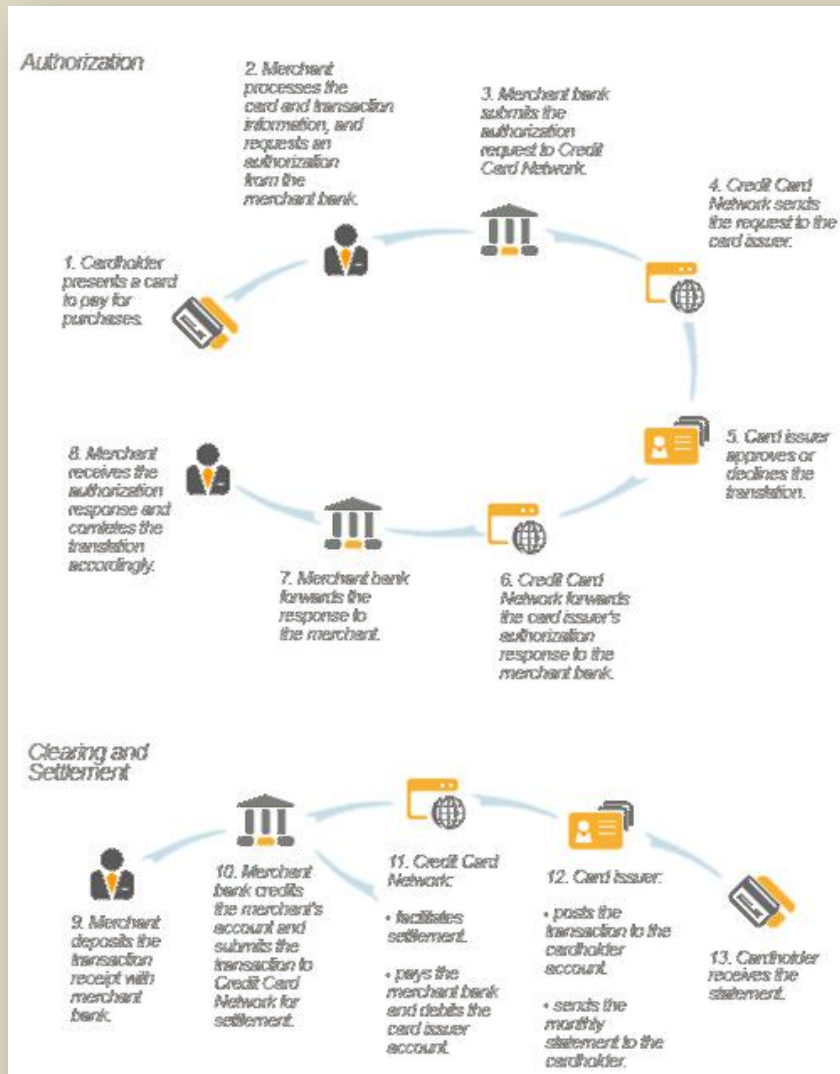 Authorization
1. Cardholder
presents a card
to pay for
purchases.
2. Merchant
processes the
card and transaction
information, and
requests an
authorization
from the
merchant bank.
3. Merchant bank
submits the
authorization
request to Credit
Card Network.
4. Credit Card
Network sends
the request to the
card issuer.
5. Card issuer
approves or
declines the
translation.
6. Credit Card
Network forwards
the card issuer's
authorization
response to the
merchant bank.
7. Merchant bank
forwards the
response to
the merchant.
8. Merchant
receives the
authorization
response and
comletes the
translation
accordingly.
Clearing and
Settlement
9. Merchant
deposits the
transaction
receipt with
merchant
bank.
10. Merchant
bank credits
the merchant's
account and
submits the
transaction to
Credit Card
Network for
settlement.
11. Credit Card
Network:
• facilitates
settlement.
• pays the
merchant bank
and debits the
card issuer
account.
12. Card issuer:
• posts the
transaction to the
cardholder
account.
• sends the
monthly
statement to the
cardholder.
13. Cardholder
receives the
statement.